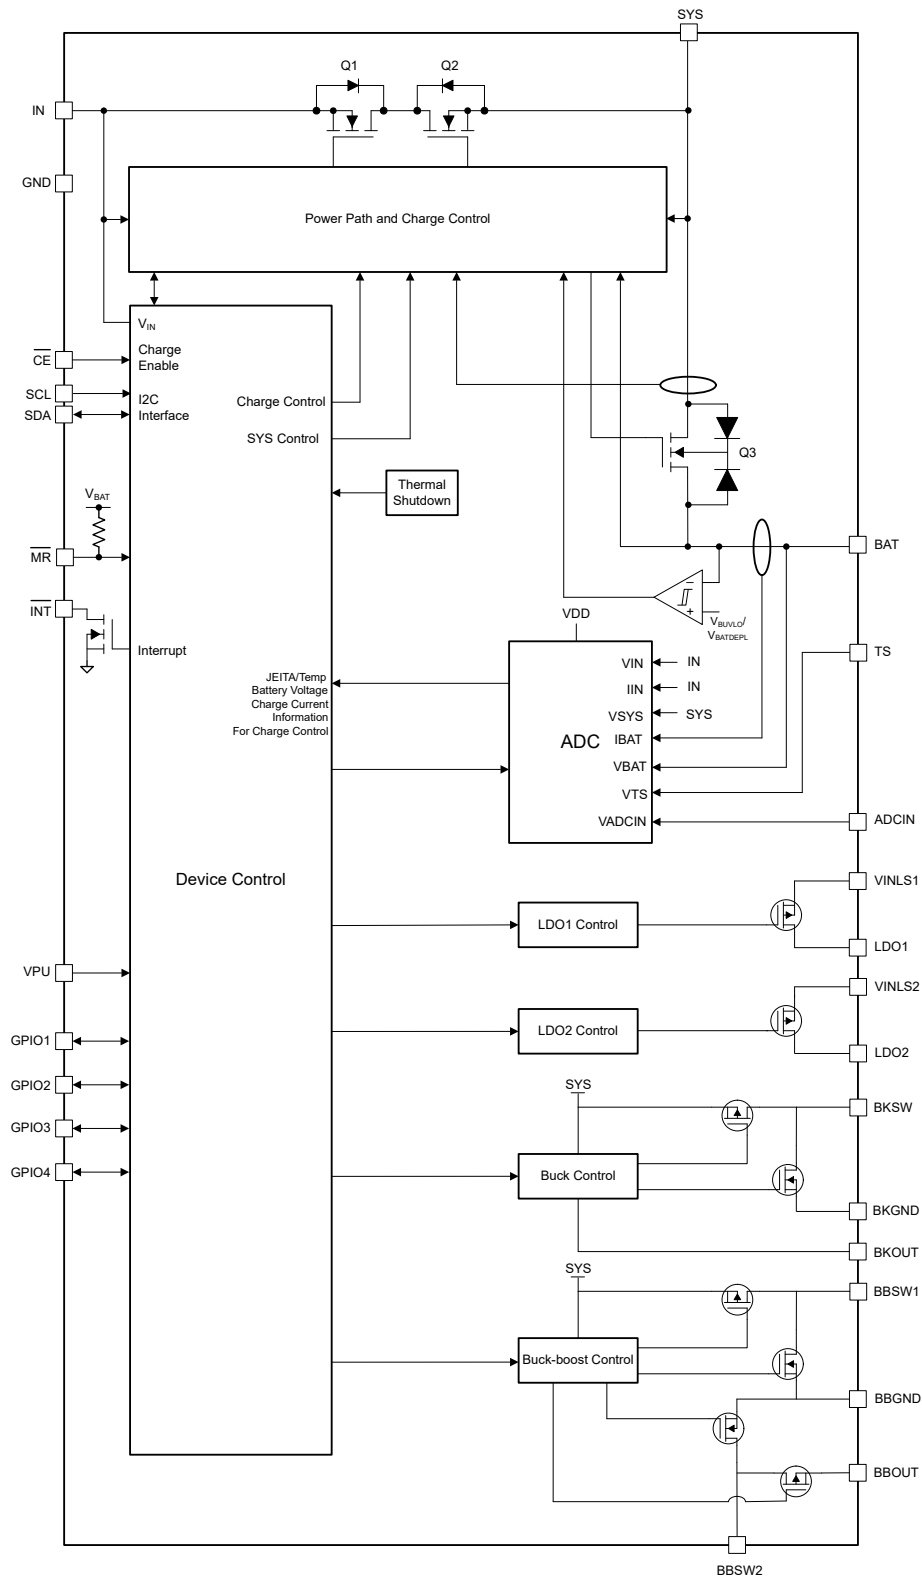 SYS
Q1
Q2
IN
GND
Power Path and Charge Control
VIN
CE
Charge
Enable
SCL
I2C
SDA
Interface
Charge Control
SYS Control
Q3
Thermal
Shutdown
VBAT
MR
BAT
INT
VBUVLO/
VBATDEPL
Interrupt
VDD
TS
JEITA/Temp
Battery Voltage
Charge Current
Information
For Charge Control
ADC
VIN
IN
IIN
IN
VSYS
SYS
IBAT
VBAT
VTS
VADCIN
ADCIN
Device Control
VINLS1
LDO1 Control
LDO1
VPU
VINLS2
LDO2 Control
LDO2
GPIO1
GPIO2
GPIO3
GPIO4
SYS
BKSW
Buck Control
BKGND
BKOUT
SYS
BBSW1
Buck-boost Control
BBGND
BBOUT
BBSW2